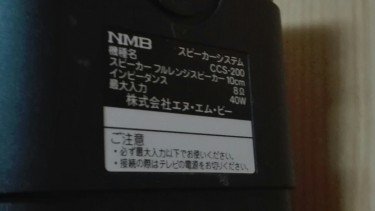 NMB スピーカーシステム
機種名 CCS-200
スピーカー フルレンジスピーカー 10cm
インピーダンス 8Ω
最大入力 40W
株式会社エヌ・エム・ビー
ご注意
・必ず最大入力以下でお使いください。
・接続の際はテレビの電源をお切りください。